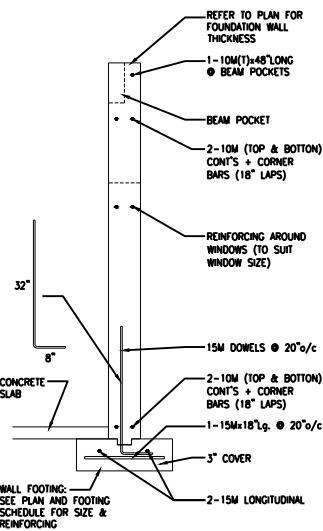 REFER TO PLAN FOR
FOUNDATION WALL
THICKNESS
1-10M(T)x48"LONG
@ BEAM POCKETS
BEAM POCKET
2-10M (TOP & BOTTON)
CONT'S + CORNER
BARS (18" LAPS)
REINFORCING AROUND
WINDOWS (TO SUIT
WINDOW SIZE)
32"
8"
15M DOWELS @ 20"o/c
CONCRETE
SLAB
2-10M (TOP & BOTTON)
CONT'S + CORNER
BARS (18" LAPS)
1-15Mx18"Lg. @ 20"o/c
3" COVER
WALL FOOTING:
SEE PLAN AND FOOTING
SCHEDULE FOR SIZE &
REINFORCING
2-15M LONGITUDINAL